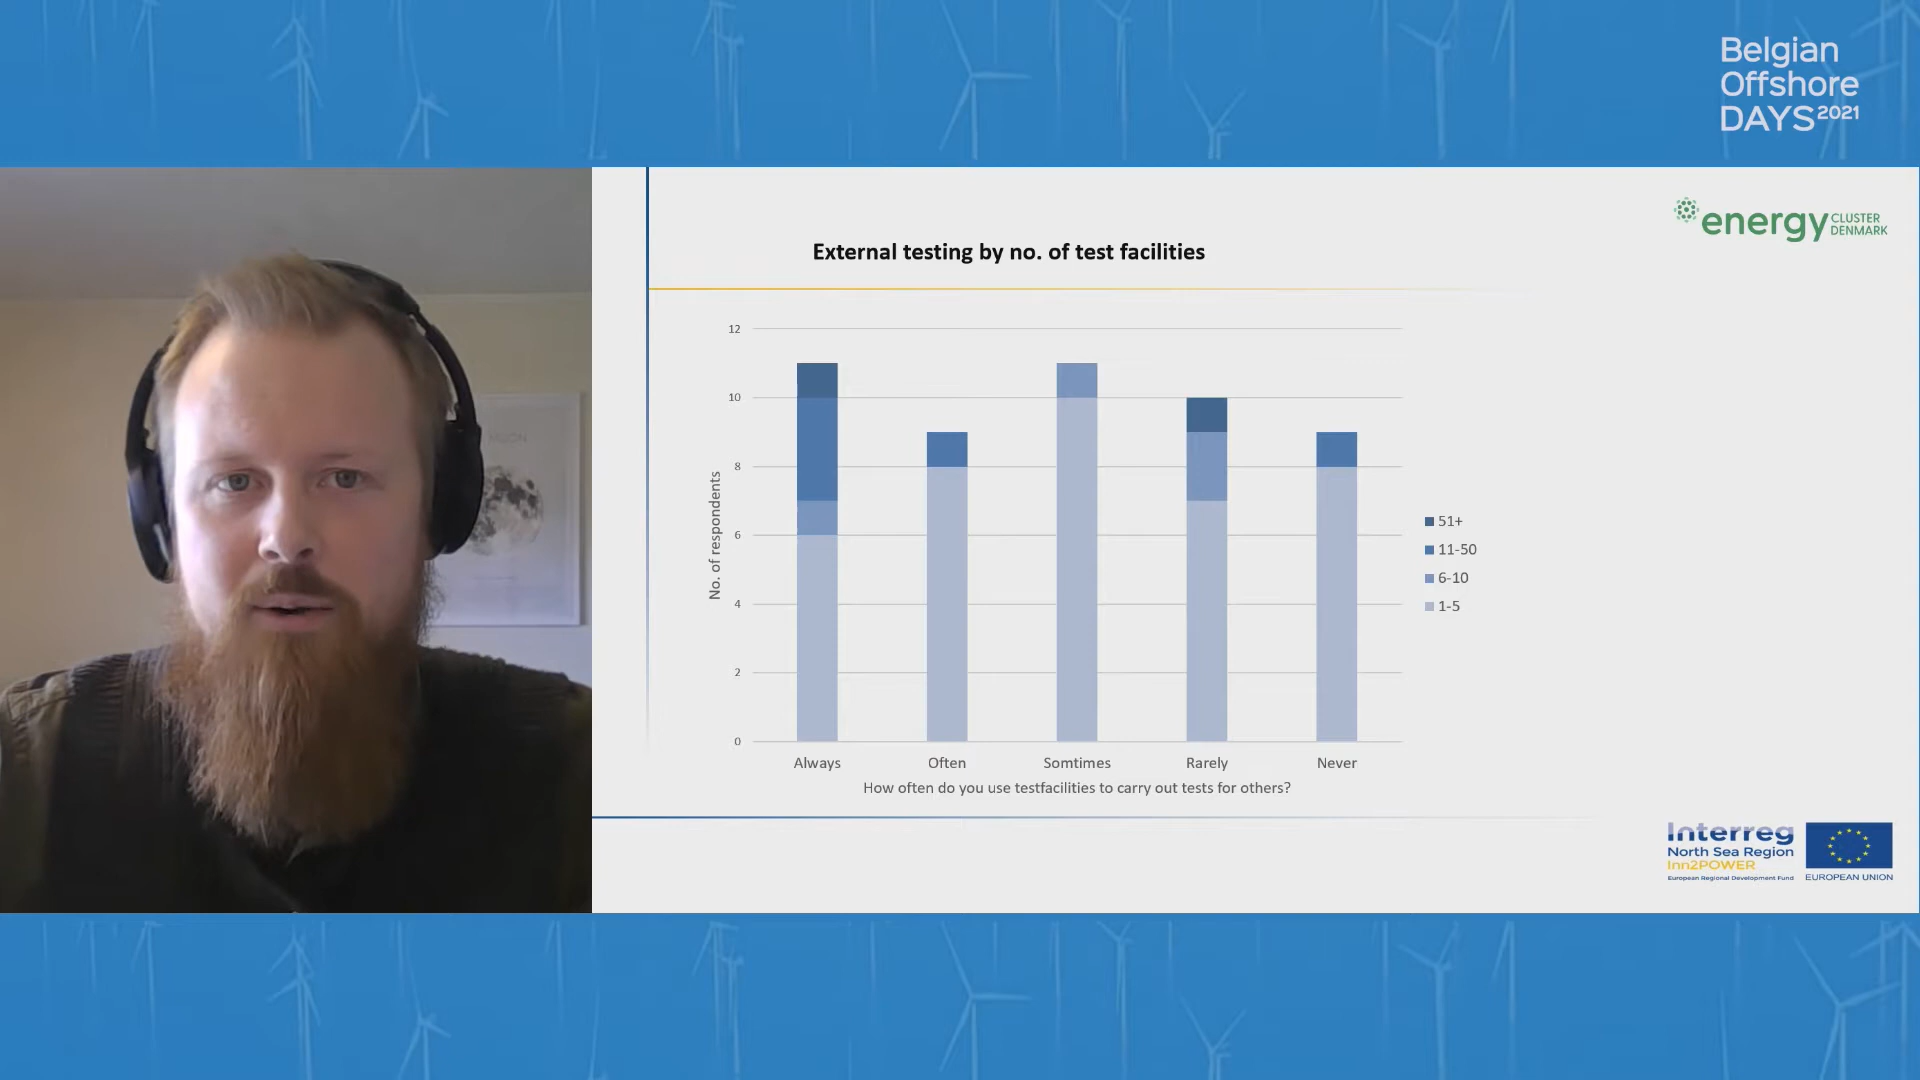 Belgian
Offshore
DAYS 2021
energy CLUSTER DENMARK
External testing by no. of test facilities
12
10
8
6
4
2
0
No. of respondents
51+
11-50
6-10
1-5
Always Often Somtimes Rarely Never
How often do you use testfacilities to carry out tests for others?
Interreg
North Sea Region
Inn2POWER
European Regional Development Fund
EUROPEAN UNION
MOON